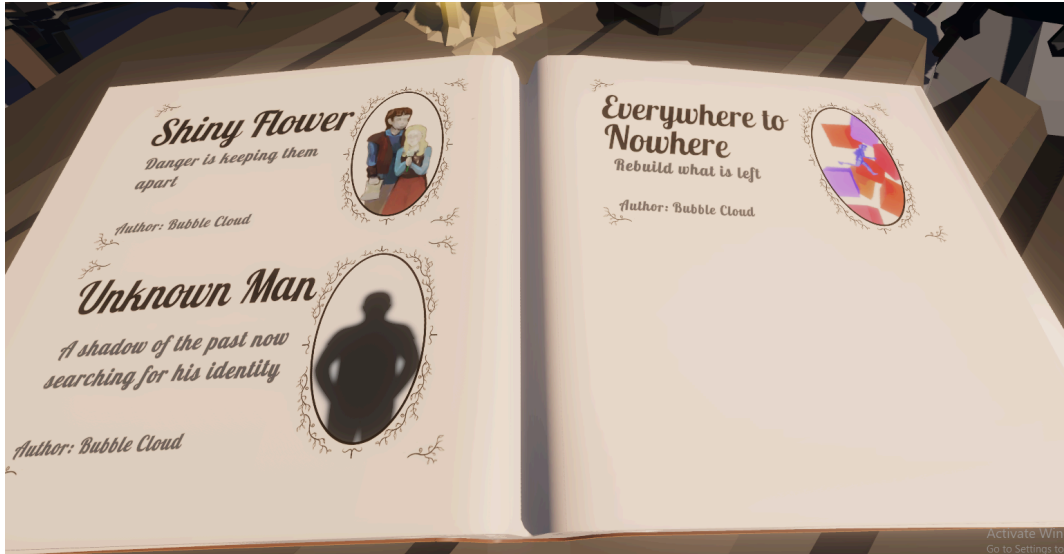 Shiny Flower
Danger is keeping them
apart
Author: Bubble Cloud
Unknown Man
A shadow of the past now
searching for his identity
Author: Bubble Cloud
Everywhere to
Nowhere
Rebuild what is left
Author: Bubble Cloud
Activate Win
Go to Settings to